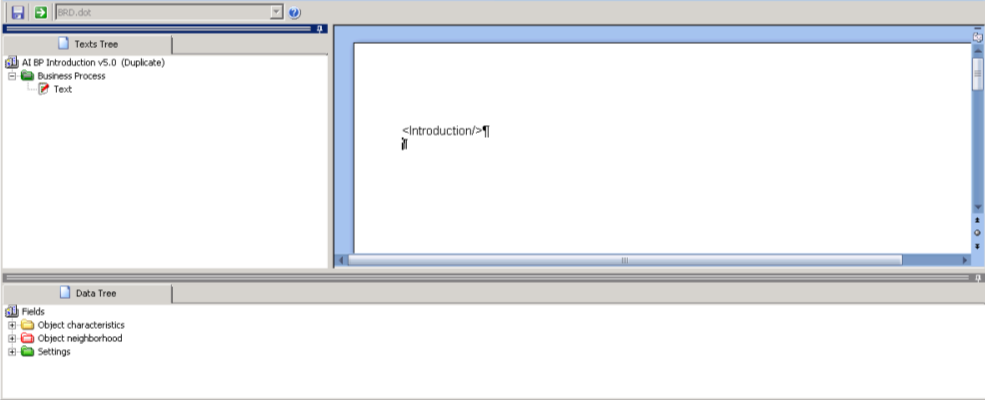 BRD.dot
Texts Tree
AI BP Introduction v5.0 (Duplicate)
Business Process
Text
<Introduction/>¶
¶
Data Tree
Fields
Object characteristics
Object neighborhood
Settings